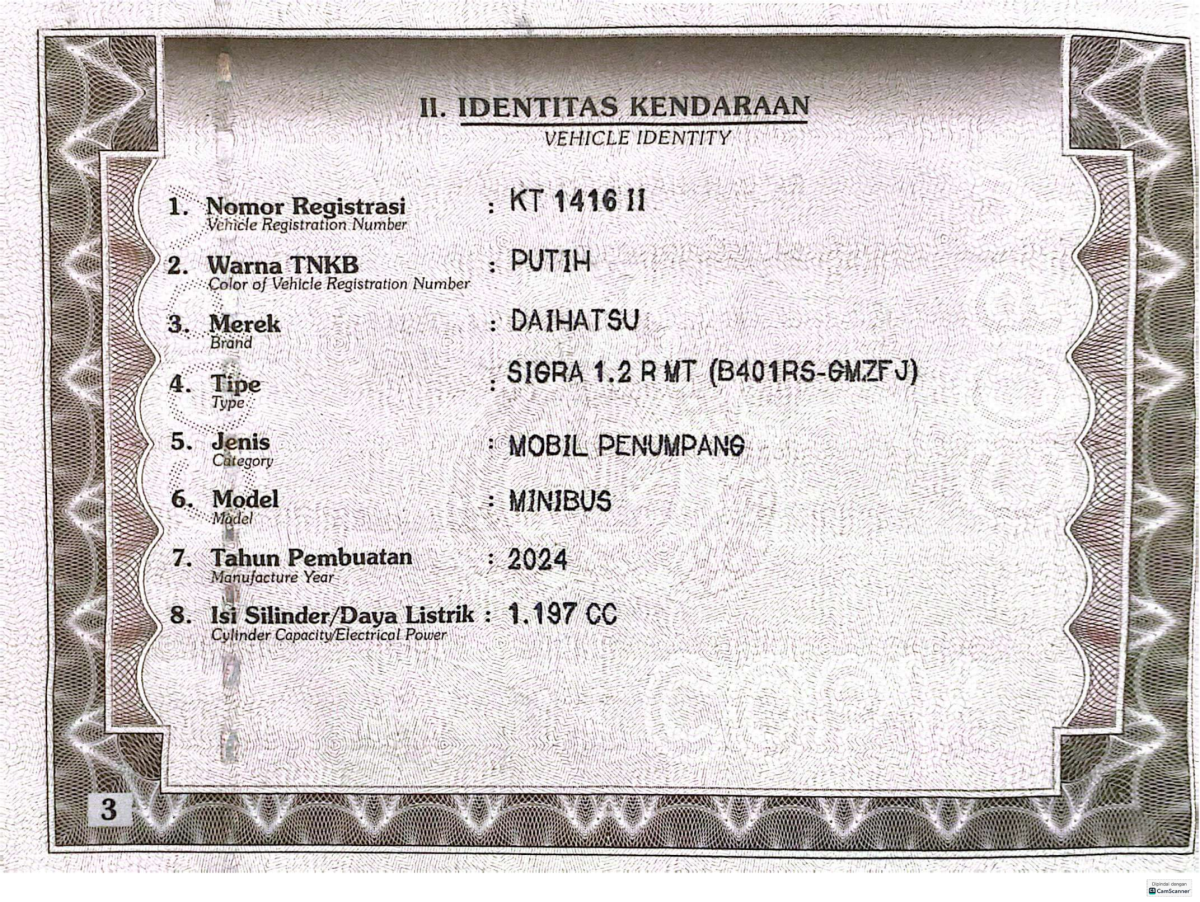 II. IDENTITAS KENDARAAN
VEHICLE IDENTITY
1. Nomor Registrasi : KT 1416 II
Vehicle Registration Number
2. Warna TNKB : PUTIH
Color of Vehicle Registration Number
3. Merek : DAIHATSU
Brand
4. Tipe : SIGRA 1.2 R MT (B401RS-GMZFJ)
Type
5. Jenis : MOBIL PENUMPANG
Category
6. Model : MINIBUS
Model
7. Tahun Pembuatan : 2024
Manufacture Year
8. Isi Silinder/Daya Listrik : 1.197 CC
Cylinder Capacity/Electrical Power
COPY
3
Dipindai dengan
CamScanner